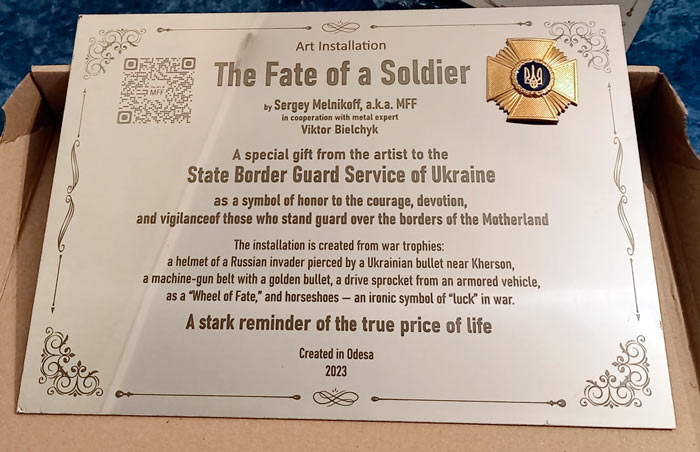 Art Installation
The Fate of a Soldier
by Sergey Melnikoff, a.k.a. MFF
in cooperation with metal expert
Viktor Bielchyk
A special gift from the artist to the
State Border Guard Service of Ukraine
as a symbol of honor to the courage, devotion,
and vigilanceof those who stand guard over the borders of the Motherland
The installation is created from war trophies:
a helmet of a Russian invader pierced by a Ukrainian bullet near Kherson,
a machine-gun belt with a golden bullet, a drive sprocket from an armored vehicle,
as a “Wheel of Fate,” and horseshoes — an ironic symbol of “luck” in war.
A stark reminder of the true price of life
Created in Odesa
2023